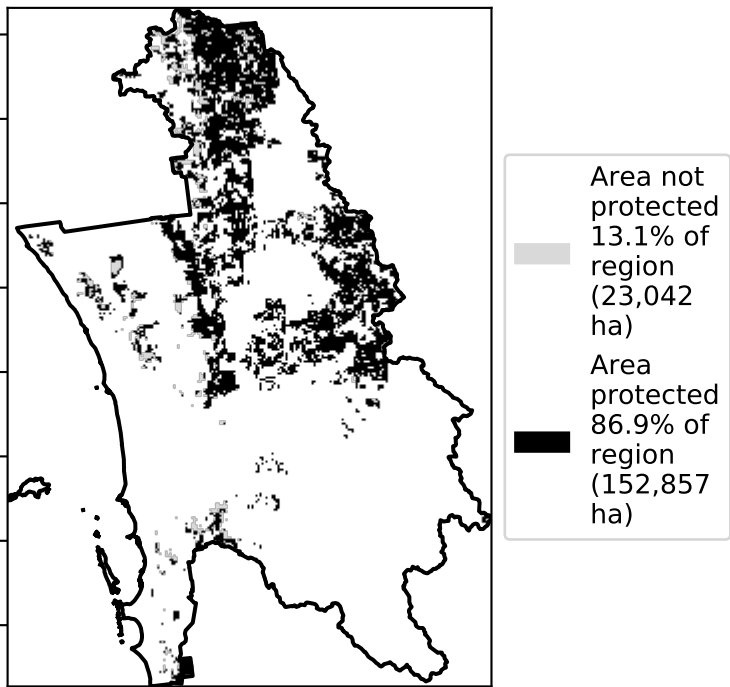 Area not
protected
13.1% of
region
(23,042
ha)
Area
protected
86.9% of
region
(152,857
ha)